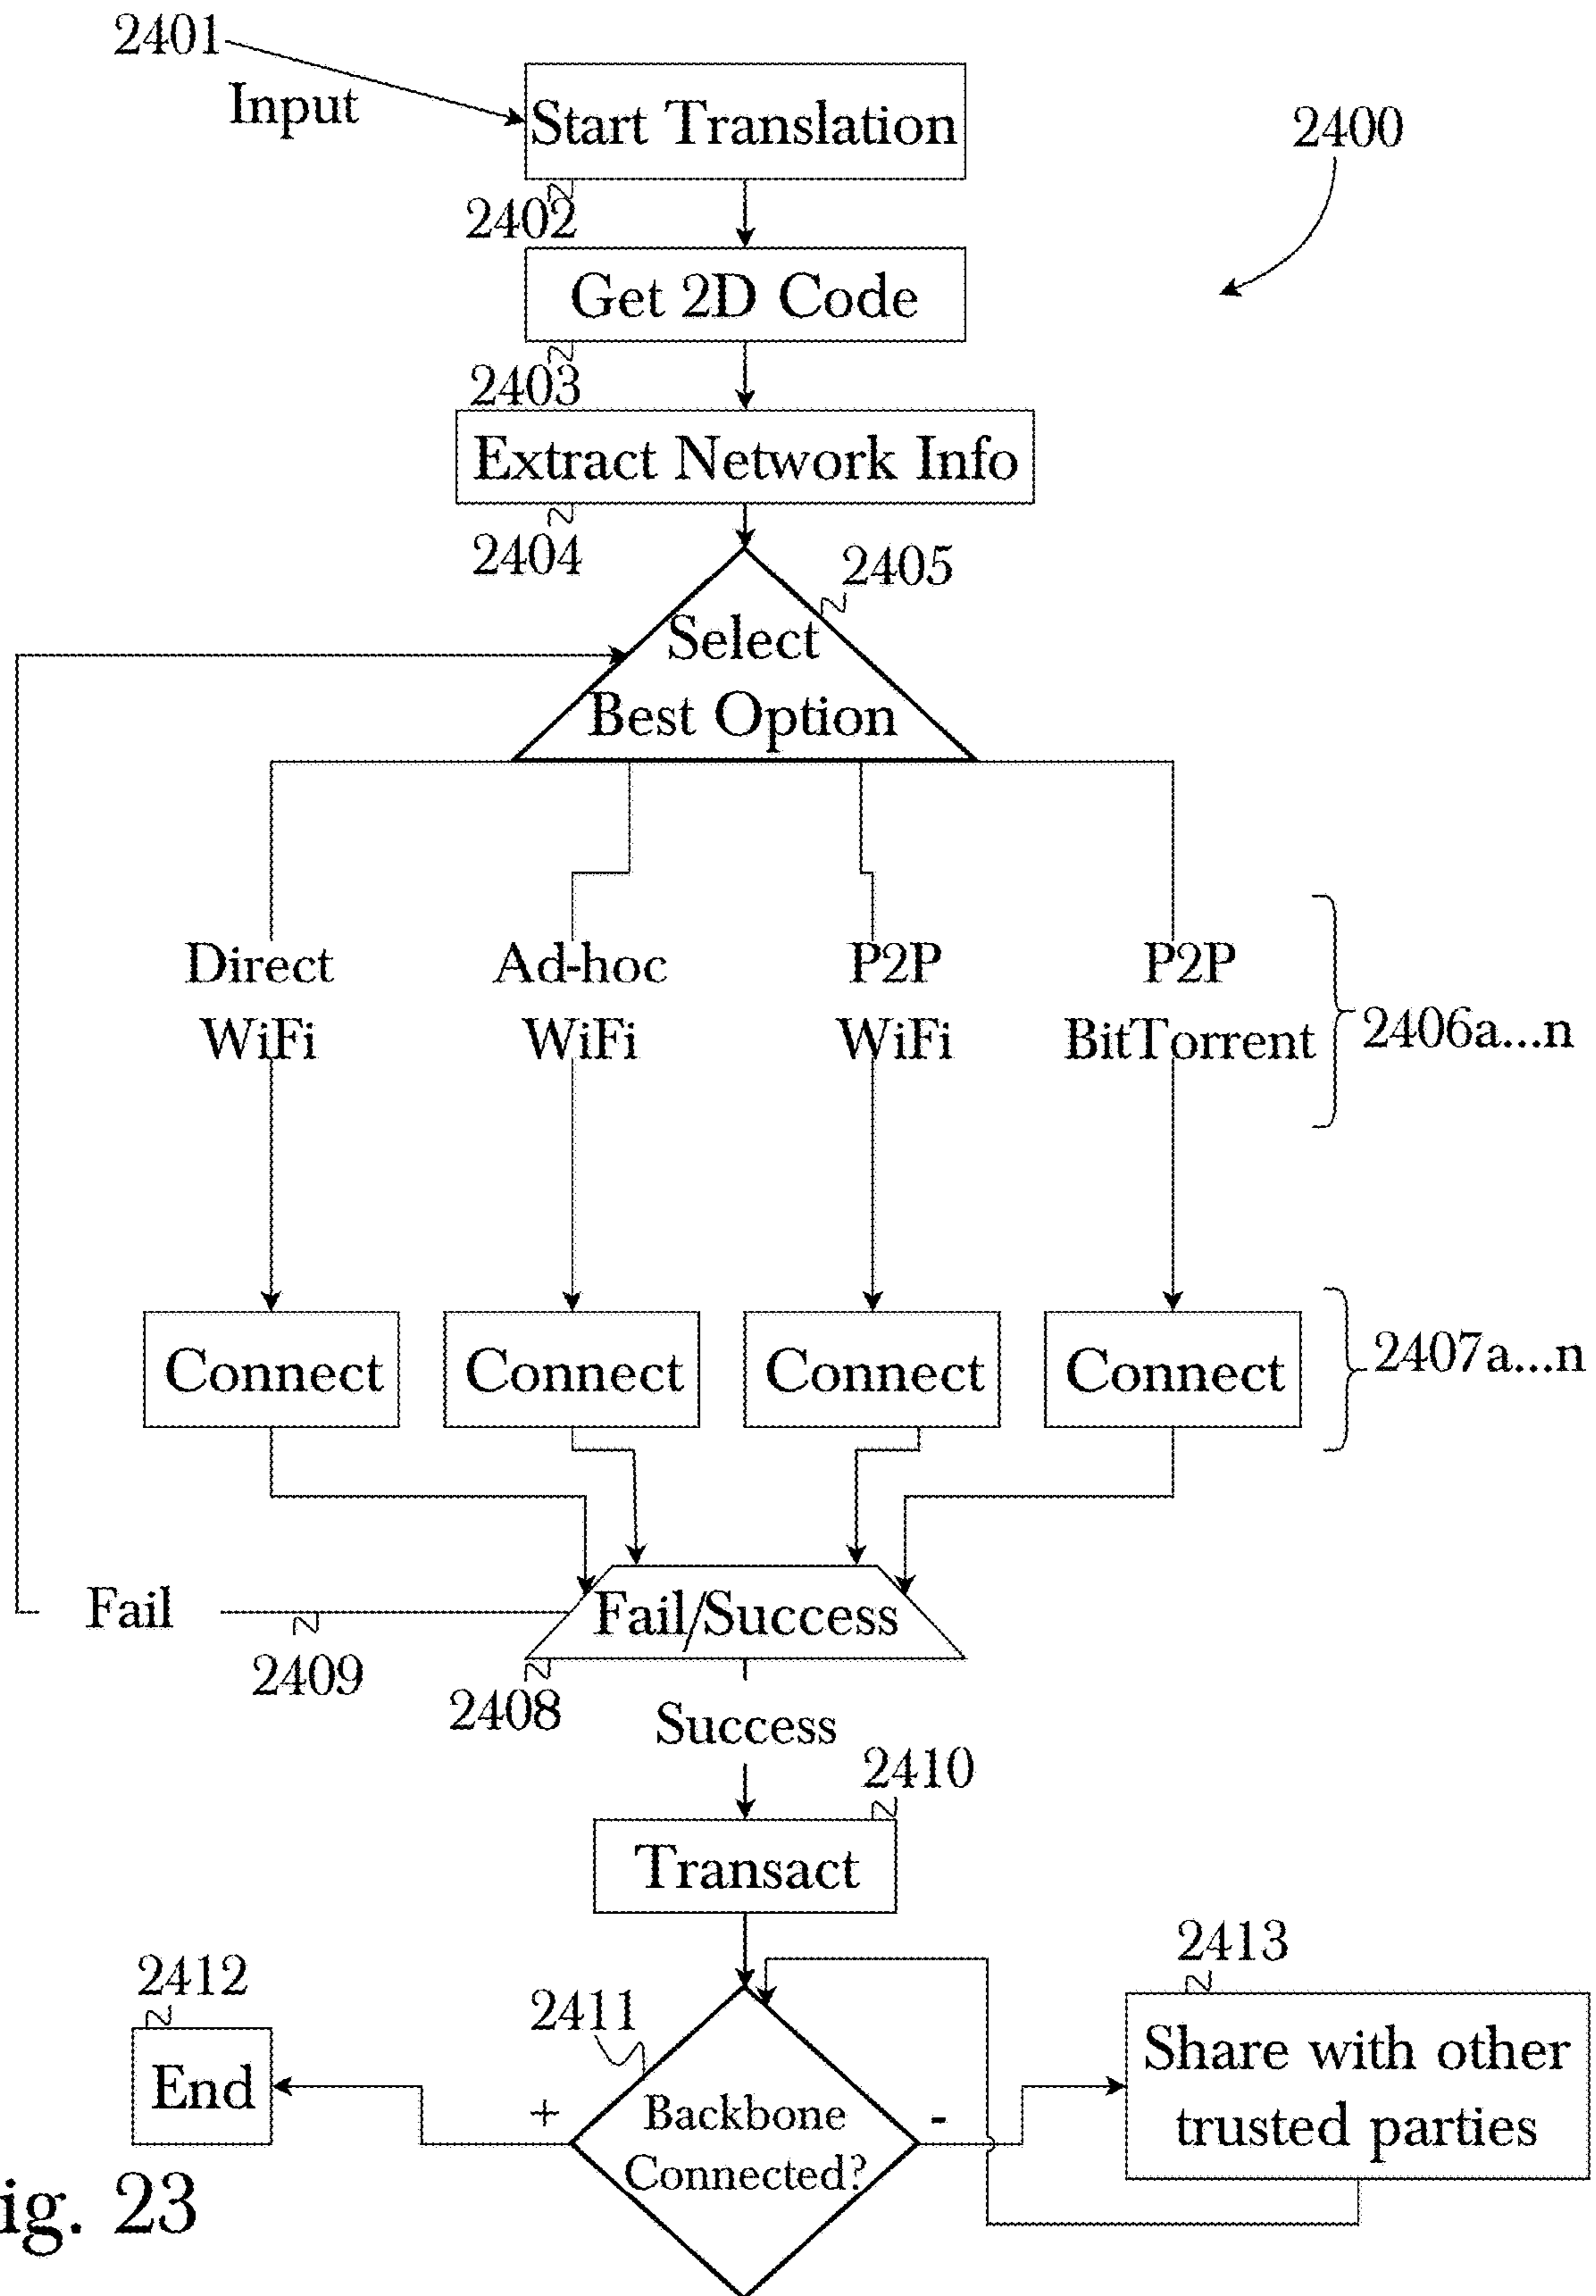 2401
Input
Start Translation
2400
2402
Get 2D Code
2403
Extract Network Info
2404
2405
Select
Best Option
Direct
WiFi
Ad-hoc
WiFi
P2P
WiFi
P2P
BitTorrent
2406a...n
Connect
Connect
Connect
Connect
2407a...n
Fail
Fail/Success
2409
2408
Success
2410
Transact
2412
2411
2413
End
+
Backbone
Connected?
-
Share with other
trusted parties
ig. 23